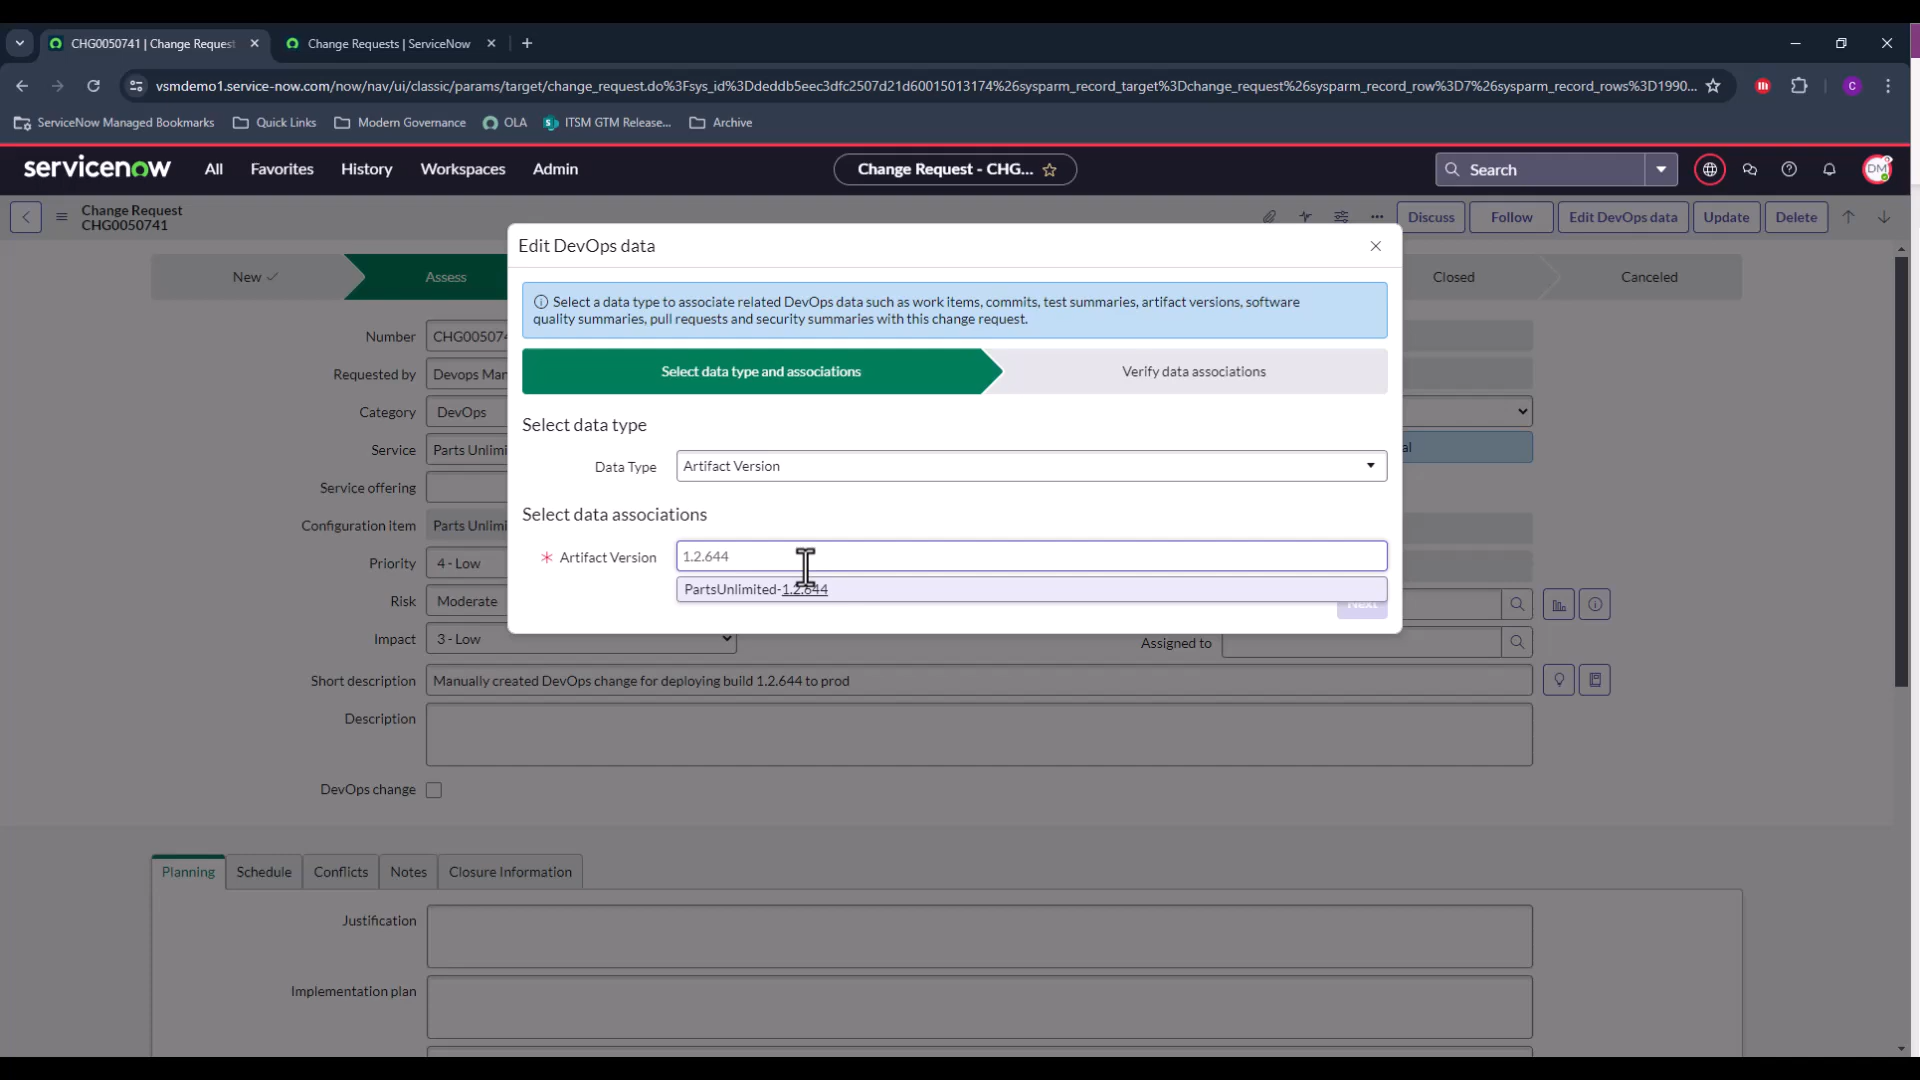 CHG0050741 | Change Request
Change Requests | ServiceNow
vsmdemo1.service-now.com/now/nav/ui/classic/params/target/change_request.do%3Fsys_id%3Ddeddb5eec3dfc2507d21d60015013174%26sysparm_record_target%3Dchange_request%26sysparm_record_row%3D7%26sysparm_record_rows%3D1990...
C
ServiceNow Managed Bookmarks
Quick Links
Modern Governance
OLA
ITSM GTM Release...
Archive
servicenow
All
Favorites
History
Workspaces
Admin
Change Request - CHG...
Search
DM
Change Request
CHG0050741
Discuss
Follow
Edit DevOps data
Update
Delete
New
Assess
Closed
Canceled
Edit DevOps data
Select a data type to associate related DevOps data such as work items, commits, test summaries, artifact versions, software
quality summaries, pull requests and security summaries with this change request.
Select data type and associations
Verify data associations
Select data type
Data Type
Artifact Version
Select data associations
* Artifact Version
1.2.644
PartsUnlimited-1.2.644
Next
Number
CHG005074
Requested by
Devops Man
Category
DevOps
Service
Parts Unlimi
al
Service offering
Configuration item
Parts Unlimi
Priority
4 - Low
Risk
Moderate
Impact
3 - Low
Assigned to
Short description
Manually created DevOps change for deploying build 1.2.644 to prod
Description
DevOps change
Planning
Schedule
Conflicts
Notes
Closure Information
Justification
Implementation plan